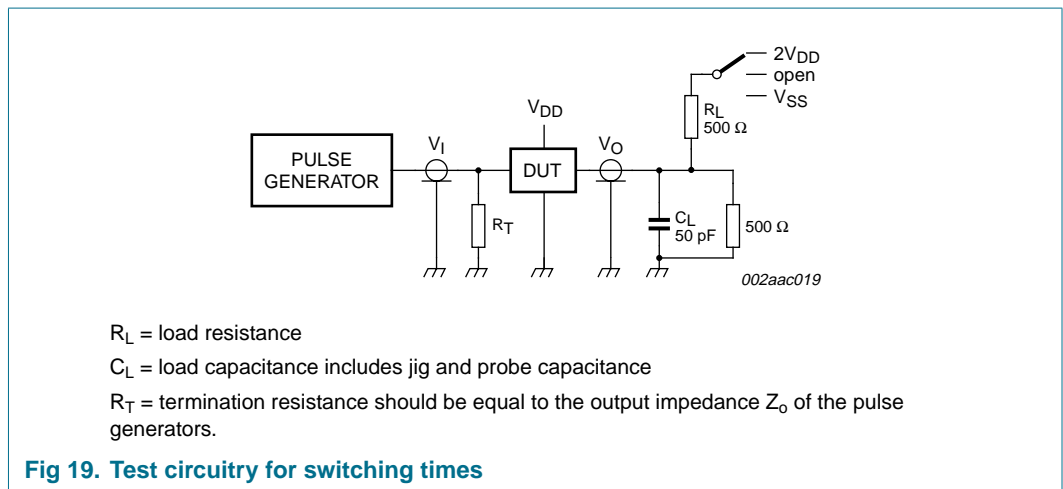 2VDD
open
VSS
RL
500 Ω
VDD
VI
VO
PULSE
GENERATOR
DUT
RT
CL
50 pF
500 Ω
002aac019
RL = load resistance
CL = load capacitance includes jig and probe capacitance
RT = termination resistance should be equal to the output impedance Zo of the pulse
generators.
Fig 19. Test circuitry for switching times